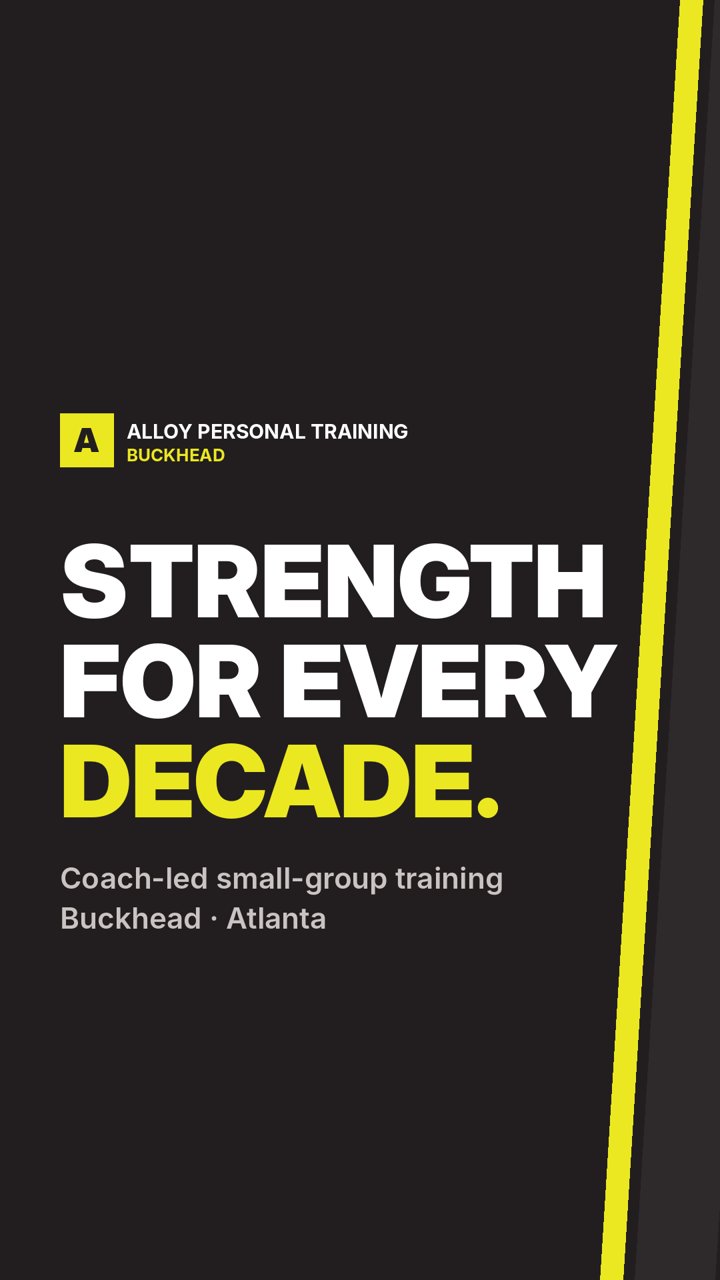 A
ALLOY PERSONAL TRAINING
BUCKHEAD
STRENGTH
FOR EVERY
DECADE.
Coach-led small-group training
Buckhead · Atlanta